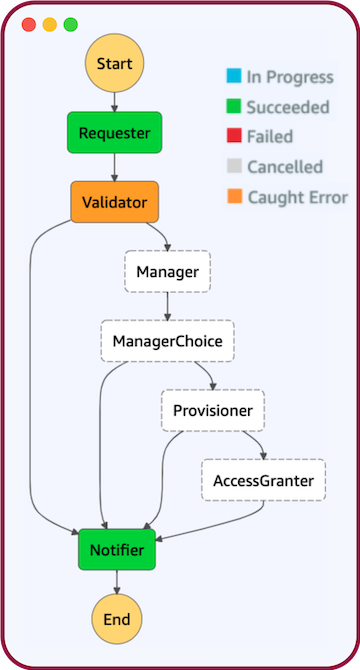 Start
In Progress
Succeeded
Failed
Cancelled
Caught Error
Requester
Validator
Manager
ManagerChoice
Provisioner
AccessGranter
Notifier
End